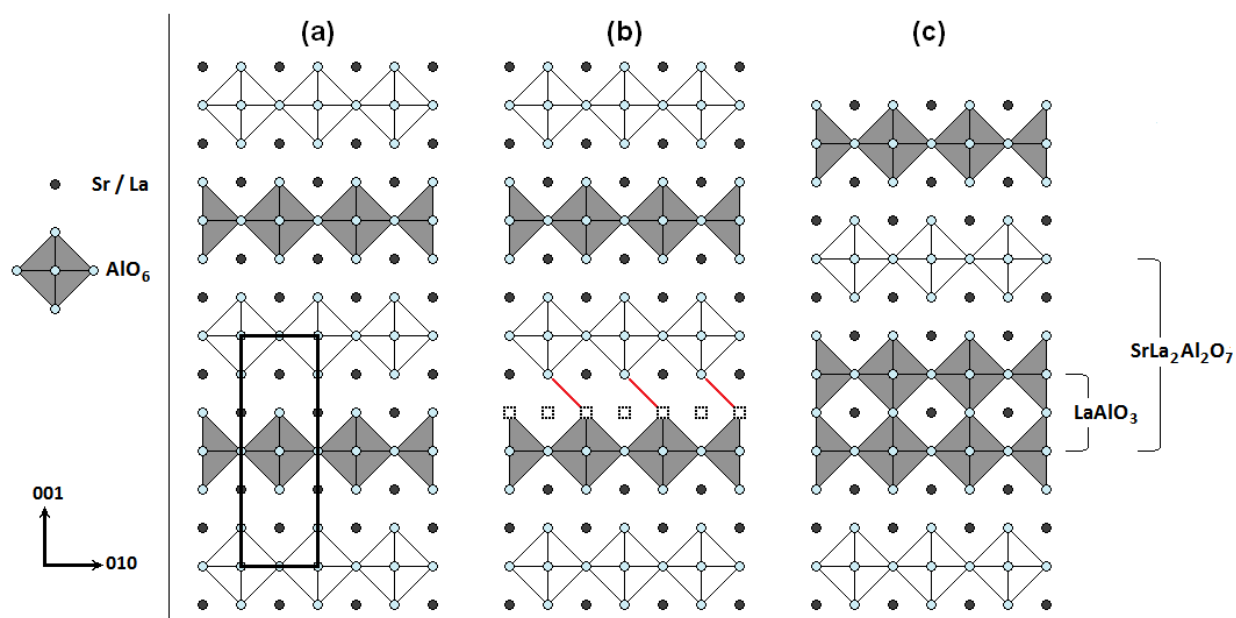 (a)
(b)
(c)
Sr / La
AlO₆
SrLa₂Al₂O₇
LaAlO₃
001
010